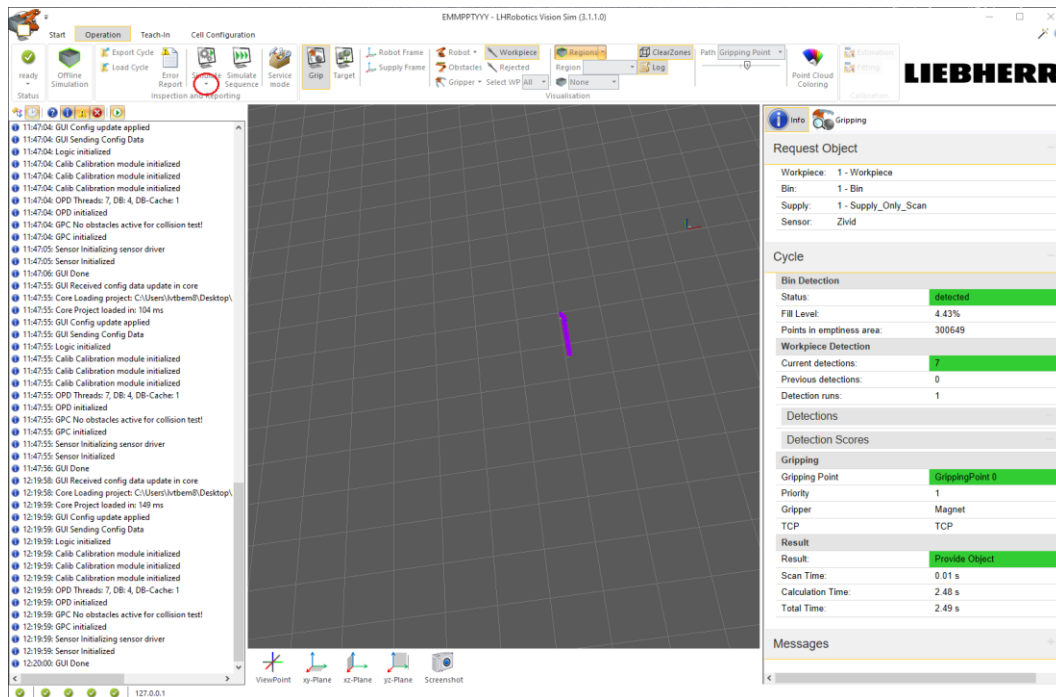 EMMPPTYYY - LHRobotics Vision Sim (3.1.1.0)
Start Operation Teach-In Cell Configuration
ready
Status
Offline Simulation
Export Cycle
Load Cycle
Error Report
Simulate Sequence
Service mode
Inspection and Reporting
Grip Target
Robot Frame
Supply Frame
Robot Workpiece
Obstacles Rejected
Gripper Select WP All
Regions ClearZones Path Gripping Point
Region Log
None
Visualisation
Point Cloud Coloring
Estimation
Fitting
Calibration
LIEBHERR
11:47:04: GUI Config update applied
11:47:04: GUI Sending Config Data
11:47:04: Logic initialized
11:47:04: Calib Calibration module initialized
11:47:04: Calib Calibration module initialized
11:47:04: Calib Calibration module initialized
11:47:04: OPD Threads: 7, DB: 4, DB-Cache: 1
11:47:04: OPD initialized
11:47:04: GPC No obstacles active for collision test!
11:47:04: GPC initialized
11:47:05: Sensor Initializing sensor driver
11:47:05: Sensor Initialized
11:47:06: GUI Done
11:47:55: GUI Received config data update in core
11:47:55: Core Loading project: C:\Users\lvtbem8\Desktop\
11:47:55: Core Project loaded in: 104 ms
11:47:55: GUI Config update applied
11:47:55: GUI Sending Config Data
11:47:55: Logic initialized
11:47:55: Calib Calibration module initialized
11:47:55: Calib Calibration module initialized
11:47:55: Calib Calibration module initialized
11:47:55: OPD Threads: 7, DB: 4, DB-Cache: 1
11:47:55: OPD initialized
11:47:55: GPC No obstacles active for collision test!
11:47:55: GPC initialized
11:47:55: Sensor Initializing sensor driver
11:47:55: Sensor Initialized
11:47:56: GUI Done
12:19:58: GUI Received config data update in core
12:19:58: Core Loading project: C:\Users\lvtbem8\Desktop\
12:19:59: Core Project loaded in: 149 ms
12:19:59: GUI Config update applied
12:19:59: GUI Sending Config Data
12:19:59: Logic initialized
12:19:59: Calib Calibration module initialized
12:19:59: Calib Calibration module initialized
12:19:59: Calib Calibration module initialized
12:19:59: OPD Threads: 7, DB: 4, DB-Cache: 1
12:19:59: OPD initialized
12:19:59: GPC No obstacles active for collision test!
12:19:59: GPC initialized
12:19:59: Sensor Initializing sensor driver
12:19:59: Sensor Initialized
12:20:00: GUI Done
ViewPoint xy-Plane xz-Plane yz-Plane Screenshot
Info Gripping
Request Object
Workpiece: 1 - Workpiece
Bin: 1 - Bin
Supply: 1 - Supply_Only_Scan
Sensor: Zivid
Cycle
Bin Detection
Status: detected
Fill Level: 4.43%
Points in emptiness area: 300649
Workpiece Detection
Current detections: 7
Previous detections: 0
Detection runs: 1
Detections
Detection Scores
Gripping
Gripping Point GrippingPoint 0
Priority 1
Gripper Magnet
TCP TCP
Result
Result: Provide Object
Scan Time: 0.01 s
Calculation Time: 2.48 s
Total Time: 2.49 s
Messages
127.0.0.1